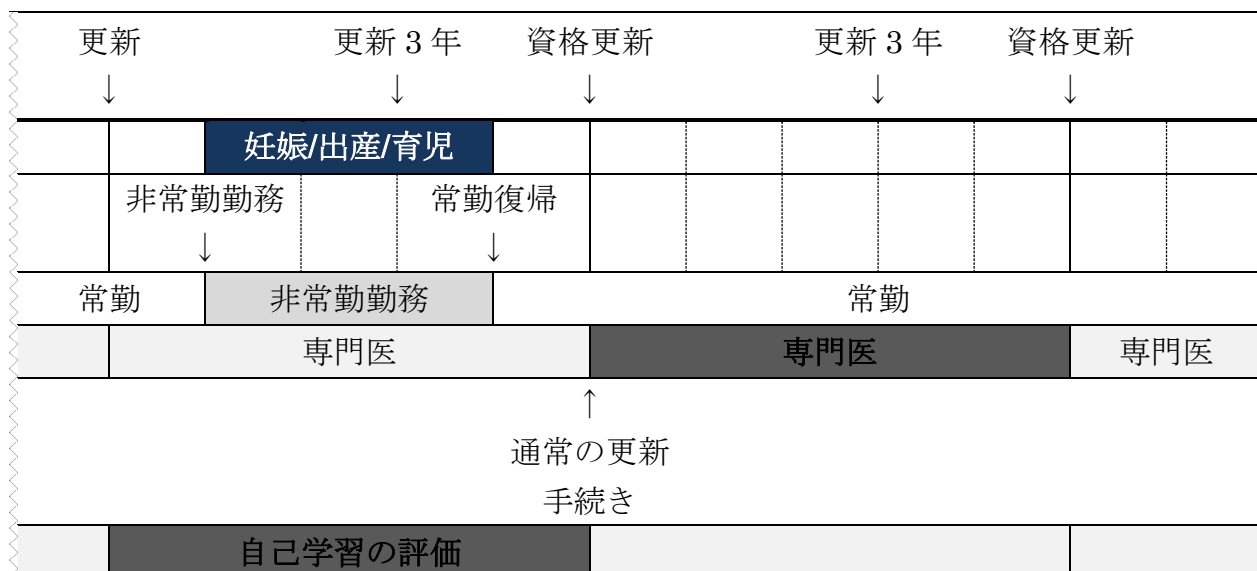 更新 更新3年 資格更新 更新3年 資格更新
↓ ↓ ↓ ↓ ↓
妊娠/出産/育児
非常勤勤務 常勤復帰
↓ ↓
常勤 非常勤勤務 常勤
専門医 専門医 専門医
↑
通常の更新
手続き
自己学習の評価